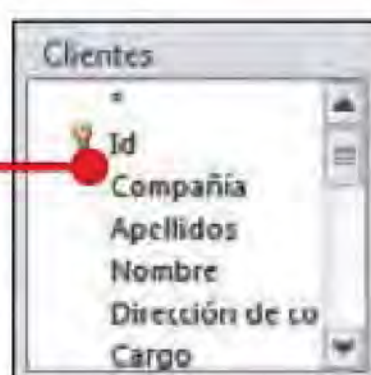 Clientes
*
Id
Compañía
Apellidos
Nombre
Dirección de co
Cargo